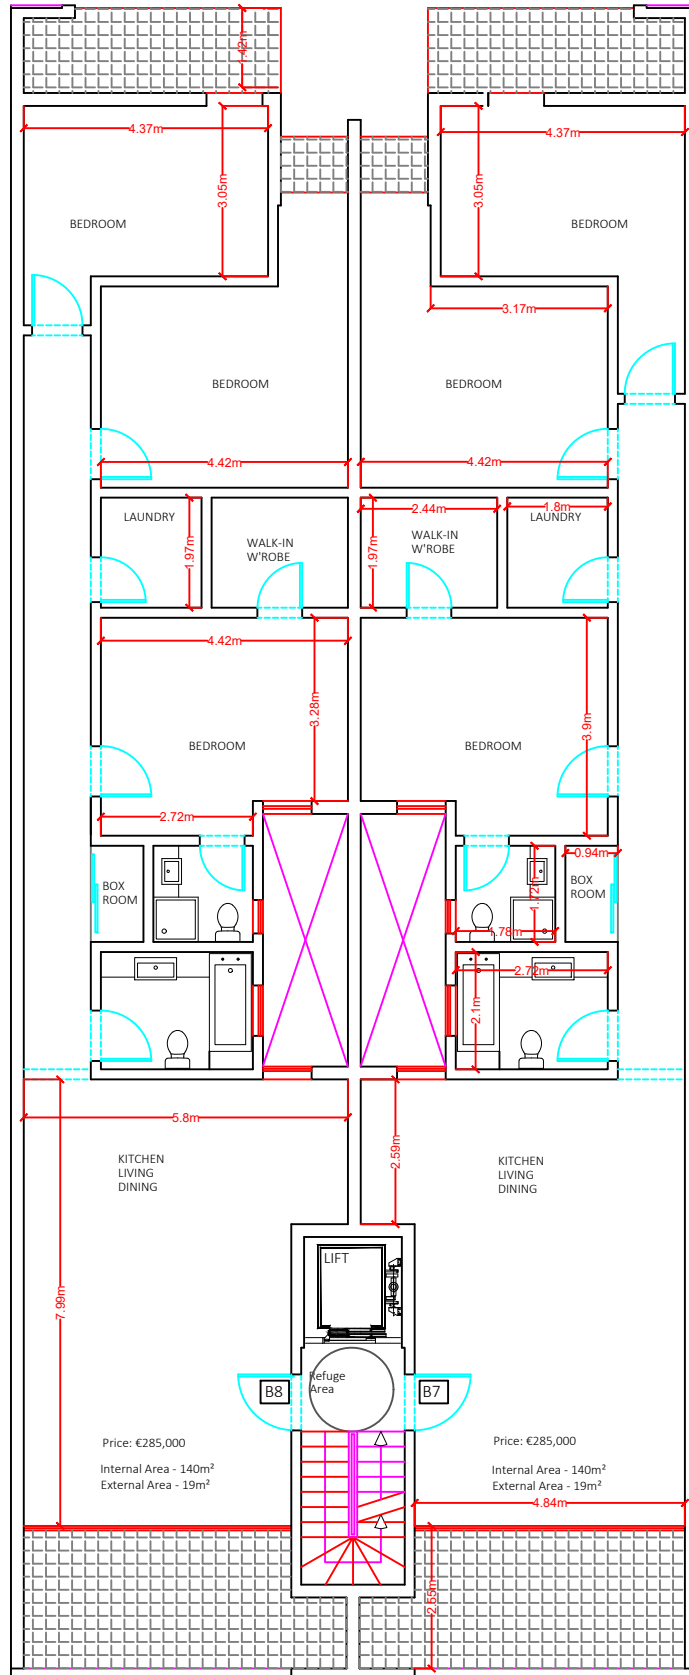 1.42m
4.37m
4.37m
3.05m
3.05m
BEDROOM
BEDROOM
3.17m
BEDROOM
BEDROOM
4.42m
4.42m
LAUNDRY
1.97m
WALK-IN
W'ROBE
2.44m
1.97m
WALK-IN
W'ROBE
1.8m
LAUNDRY
4.42m
3.28m
3.9m
BEDROOM
BEDROOM
2.72m
BOX
ROOM
1.72m
1.78m
0.94m
BOX
ROOM
2.72m
2.1m
5.8m
2.59m
KITCHEN
LIVING
DINING
KITCHEN
LIVING
DINING
7.99m
LIFT
Refuge
Area
B8
B7
Price: €285,000
Internal Area - 140m²
External Area - 19m²
Price: €285,000
Internal Area - 140m²
External Area - 19m²
4.84m
2.55m